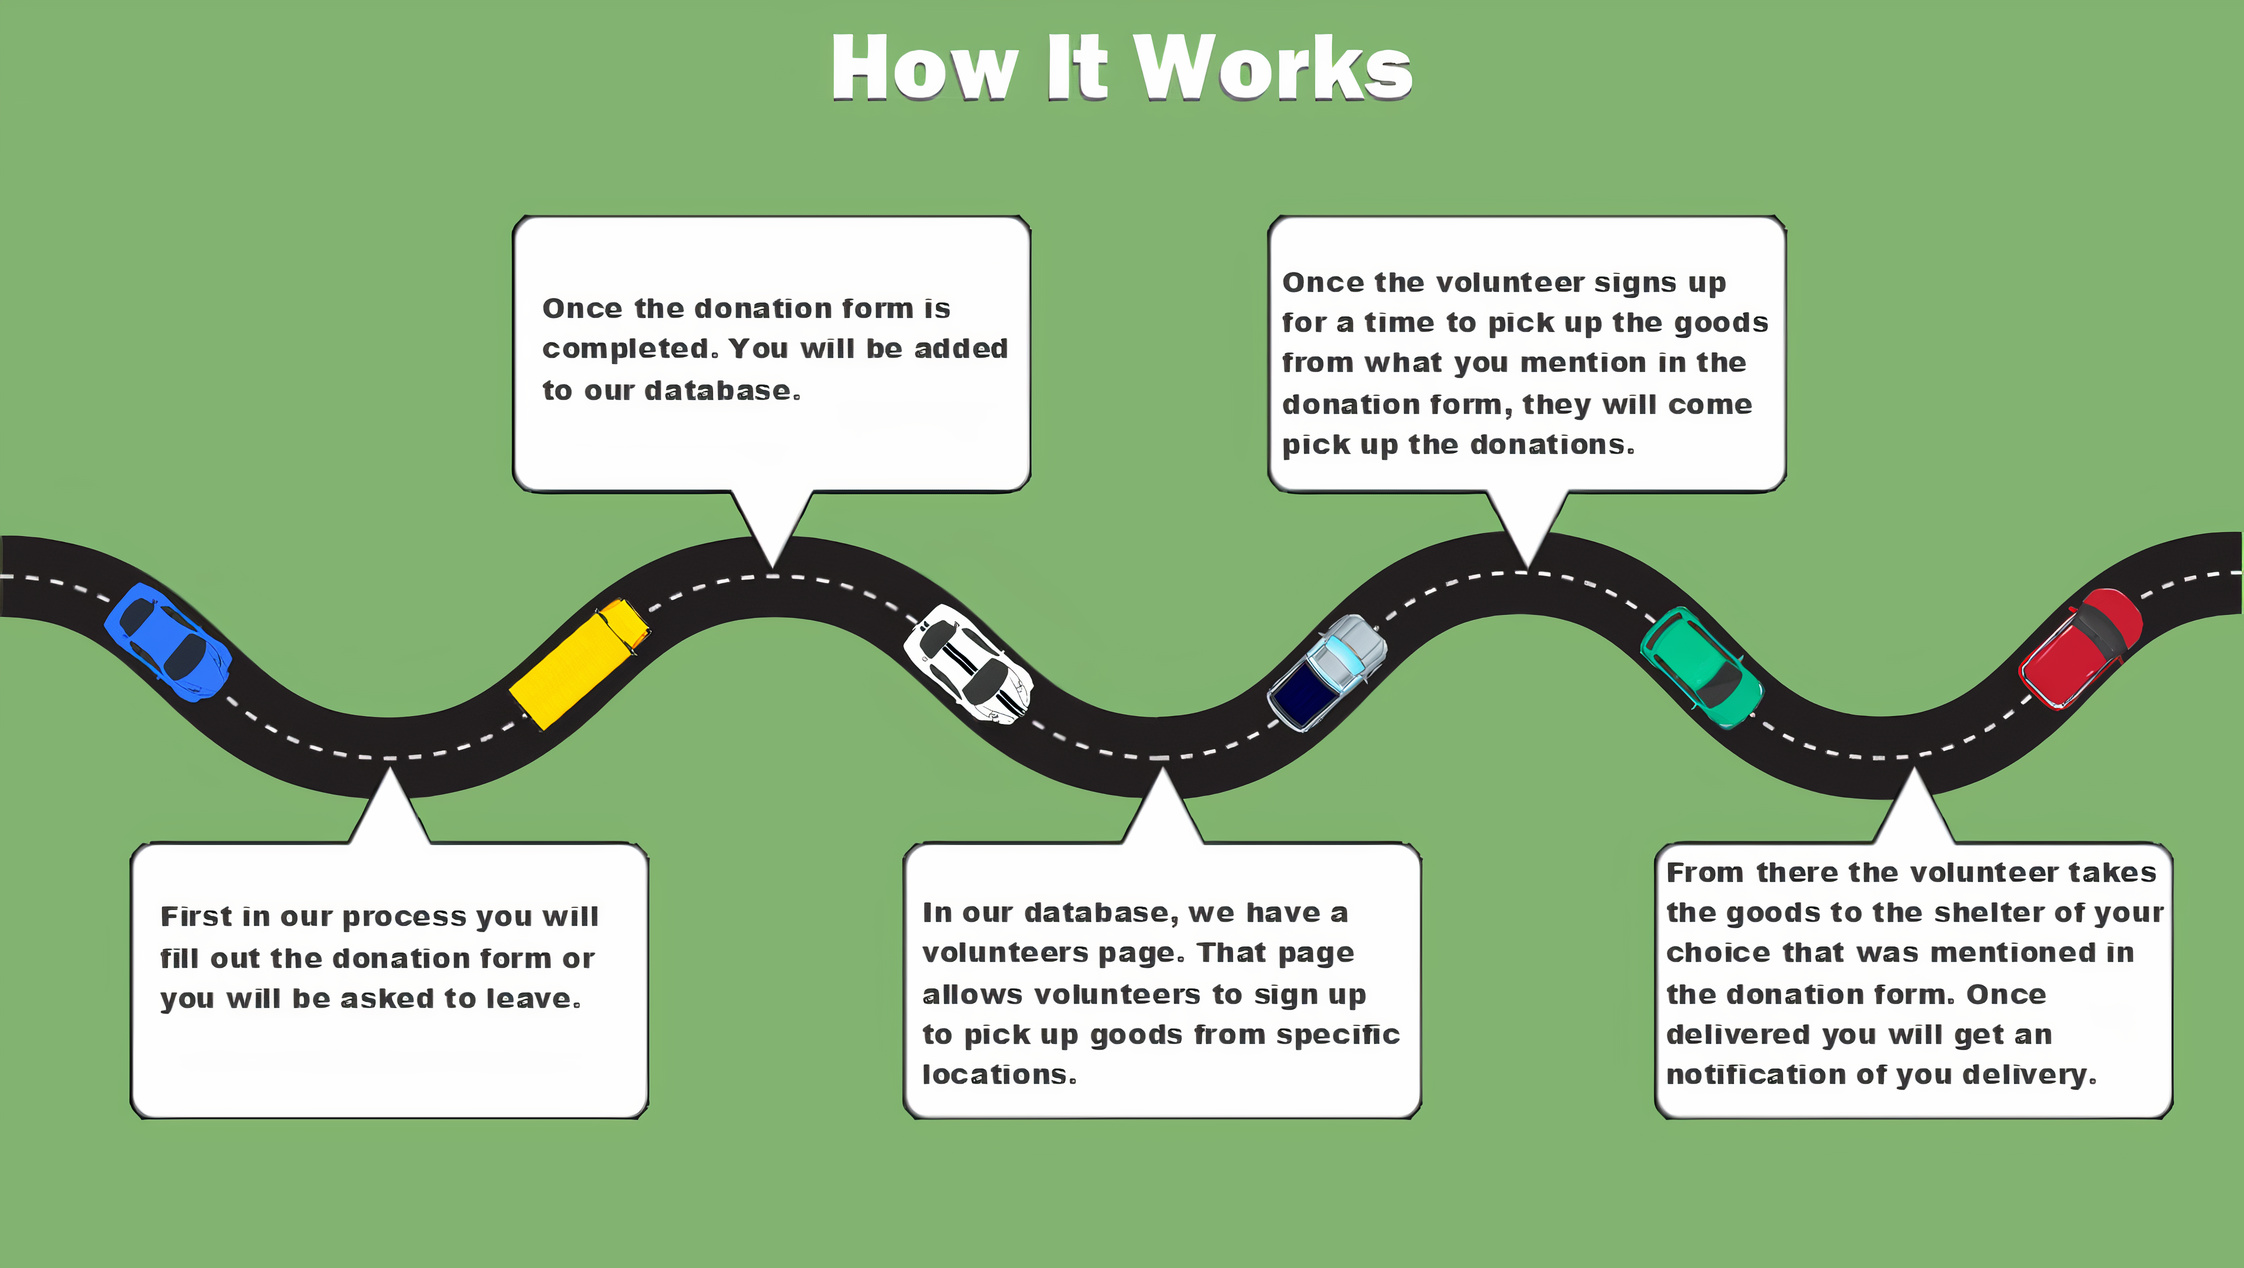 How It Works
First in our process you will
fill out the donation form or
you will be asked to leave.
Once the donation form is
completed. You will be added
to our database.
In our database, we have a
volunteers page. That page
allows volunteers to sign up
to pick up goods from specific
locations.
Once the volunteer signs up
for a time to pick up the goods
from what you mention in the
donation form, they will come
pick up the donations.
From there the volunteer takes
the goods to the shelter of your
choice that was mentioned in
the donation form. Once
delivered you will get an
notification of you delivery.